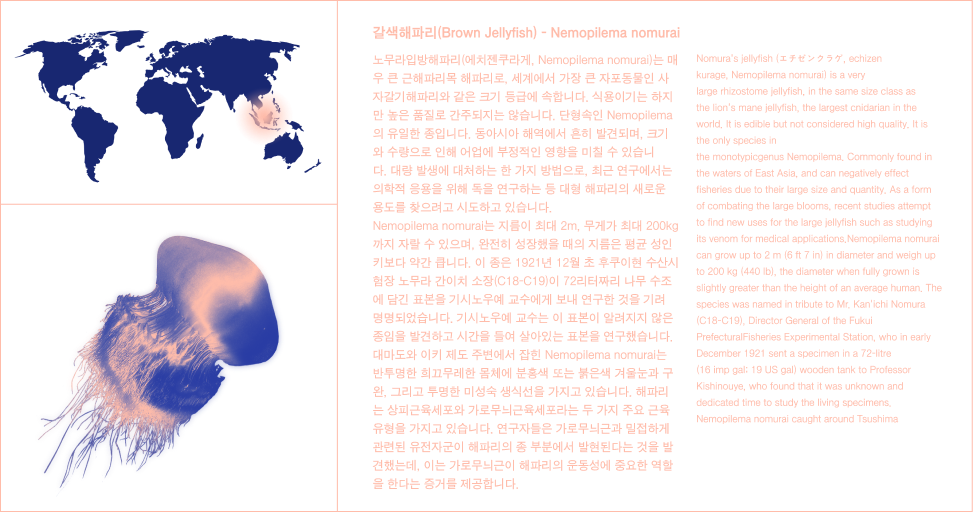 갈색해파리(Brown Jellyfish) - Nemopilema nomurai
노무라입방해파리(에치젠쿠라게, Nemopilema nomurai)는 매
우 큰 근해파리목 해파리로, 세계에서 가장 큰 자포동물인 사
자갈기해파리와 같은 크기 등급에 속합니다. 식용이기는 하지
만 높은 품질로 간주되지는 않습니다. 단형속인 Nemopilema
의 유일한 종입니다. 동아시아 해역에서 흔히 발견되며, 크기
와 수량으로 인해 어업에 부정적인 영향을 미칠 수 있습니
다. 대량 발생에 대처하는 한 가지 방법으로, 최근 연구에서는
의학적 응용을 위해 독을 연구하는 등 대형 해파리의 새로운
용도를 찾으려고 시도하고 있습니다.
Nemopilema nomurai는 지름이 최대 2m, 무게가 최대 200kg
까지 자랄 수 있으며, 완전히 성장했을 때의 지름은 평균 성인
키보다 약간 큽니다. 이 종은 1921년 12월 초 후쿠이현 수산시
험장 노무라 간이치 소장(C18-C19)이 72리터짜리 나무 수조
에 담긴 표본을 기시노우에 교수에게 보내 연구한 것을 기려
명명되었습니다. 기시노우에 교수는 이 표본이 알려지지 않은
종임을 발견하고 시간을 들여 살아있는 표본을 연구했습니다.
대마도와 이키 제도 주변에서 잡힌 Nemopilema nomurai는
반투명한 희끄무레한 몸체에 분홍색 또는 붉은색 겨울눈과 구
완, 그리고 투명한 미성숙 생식선을 가지고 있습니다. 해파리
는 상피근육세포와 가로무늬근육세포라는 두 가지 주요 근육
유형을 가지고 있습니다. 연구자들은 가로무늬근과 밀접하게
관련된 유전자군이 해파리의 종 부분에서 발현된다는 것을 발
견했는데, 이는 가로무늬근이 해파리의 운동성에 중요한 역할
을 한다는 증거를 제공합니다.
Nomura's jellyfish (エチゼンクラゲ, echizen
kurage, Nemopilema nomurai) is a very
large rhizostome jellyfish, in the same size class as
the lion's mane jellyfish, the largest cnidarian in the
world. It is edible but not considered high quality. It is
the only species in
the monotypicgenus Nemopilema. Commonly found in
the waters of East Asia, and can negatively effect
fisheries due to their large size and quantity. As a form
of combating the large blooms, recent studies attempt
to find new uses for the large jellyfish such as studying
its venom for medical applications.Nemopilema nomurai
can grow up to 2 m (6 ft 7 in) in diameter and weigh up
to 200 kg (440 lb), the diameter when fully grown is
slightly greater than the height of an average human. The
species was named in tribute to Mr. Kan'ichi Nomura
(C18-C19), Director General of the Fukui
PrefecturalFisheries Experimental Station, who in early
December 1921 sent a specimen in a 72-litre
(16 imp gal; 19 US gal) wooden tank to Professor
Kishinouye, who found that it was unknown and
dedicated time to study the living specimens.
Nemopilema nomurai caught around Tsushima